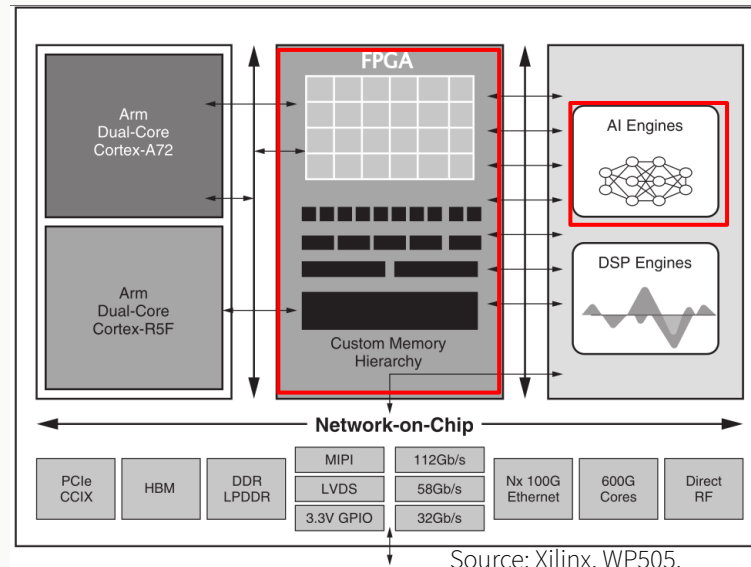 Arm
Dual-Core
Cortex-A72
Arm
Dual-Core
Cortex-R5F
FPGA
Custom Memory
Hierarchy
AI Engines
DSP Engines
Network-on-Chip
PCIe
CCIX
HBM
DDR
LPDDR
MIPI
LVDS
3.3V GPIO
112Gb/s
58Gb/s
32Gb/s
Nx 100G
Ethernet
600G
Cores
Direct
RF
Source: Xilinx, WP505.